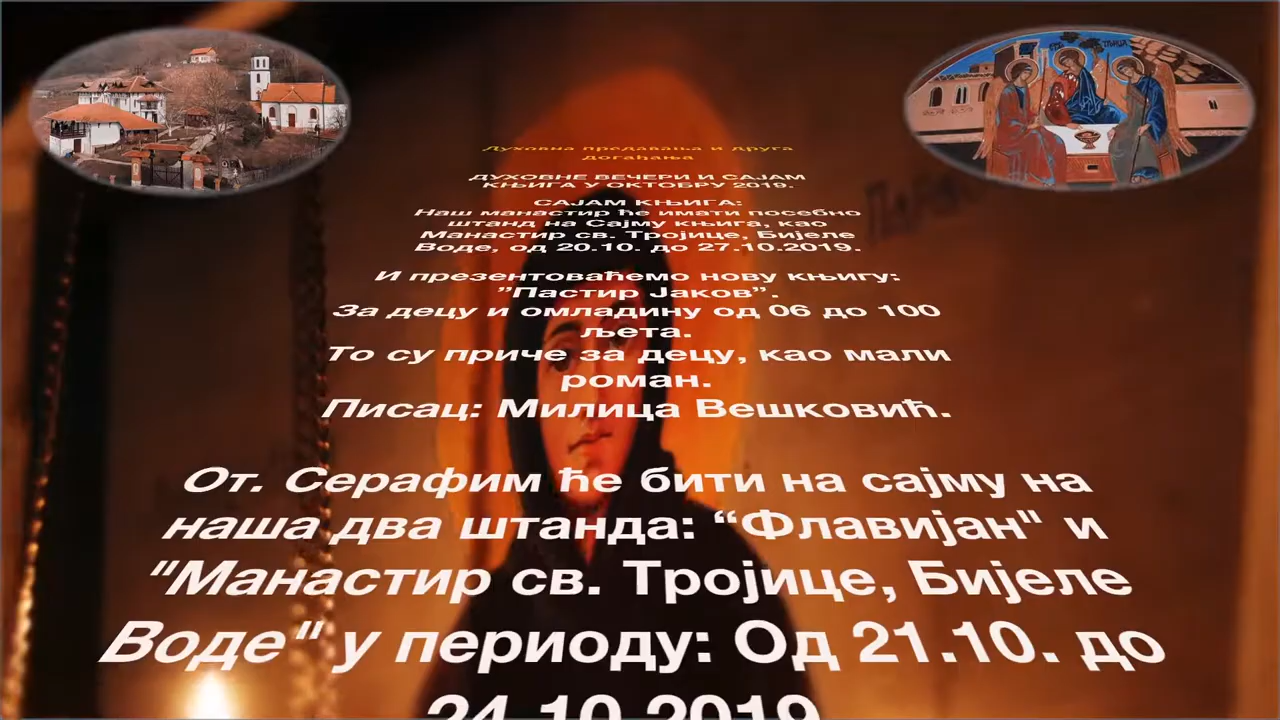 Духовна предавања и друга
догађања
ДУХОВНЕ ВЕЧЕРИ И САЈАМ
КЊИГА У ОКТОБРУ 2019.
САЈАМ КЊИГА:
Наш манастир ће имати посебно
штанд на Сајму књига, као
Манастир св. Тројице, Бијеле
Воде, од 20.10. до 27.10.2019.
И презентоваћемо нову књигу:
”Пастир Јаков”.
За децу и омладину од 06 до 100
љета.
То су приче за децу, као мали
роман.
Писац: Милица Вешковић.
От. Серафим ће бити на сајму на
наша два штанда: “Флавијан" и
"Манастир св. Тројице, Бијеле
Воде" у периоду: Од 21.10. до
24.10.2019